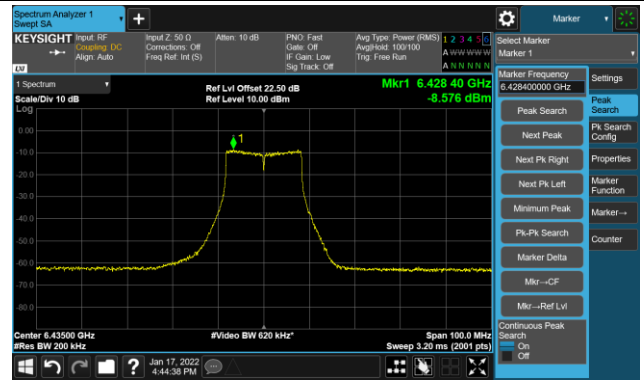 Spectrum Analyzer 1
Swept SA
Marker
KEYSIGHT Input: RF
Coupling: DC
Align: Auto
Input Z: 50 Ω
Corrections: Off
Freq Ref: Int (S)
Atten: 10 dB
PNO: Fast
Gate: Off
IF Gain: Low
Sig Track: Off
Avg Type: Power (RMS)
Avg|Hold: 100/100
Trig: Free Run
1 2 3 4 5 6
A W W W W W
A N N N N N
LXI
Select Marker
Marker 1
1 Spectrum
Scale/Div 10 dB
Log
Ref Lvl Offset 22.50 dB
Ref Level 10.00 dBm
Mkr1 6.428 40 GHz
-8.576 dBm
1
0.00
-10.0
-20.0
-30.0
-40.0
-50.0
-60.0
-70.0
-80.0
Center 6.43500 GHz
#Res BW 200 kHz
#Video BW 620 kHz*
Span 100.0 MHz
Sweep 3.20 ms (2001 pts)
Marker Frequency
6.428400000 GHz
Peak Search
Next Peak
Next Pk Right
Next Pk Left
Minimum Peak
Pk-Pk Search
Marker Delta
Mkr→CF
Mkr→Ref Lvl
Continuous Peak
Search
On
Off
Settings
Peak
Search
Pk Search
Config
Properties
Marker
Function
Marker→
Counter
?
Jan 17, 2022
4:44:38 PM